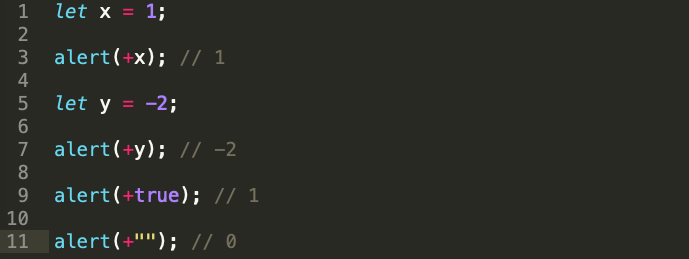 1 let x = 1;
2
3 alert(+x); // 1
4
5 let y = -2;
6
7 alert(+y); // -2
8
9 alert(+true); // 1
10
11 alert(+""); // 0